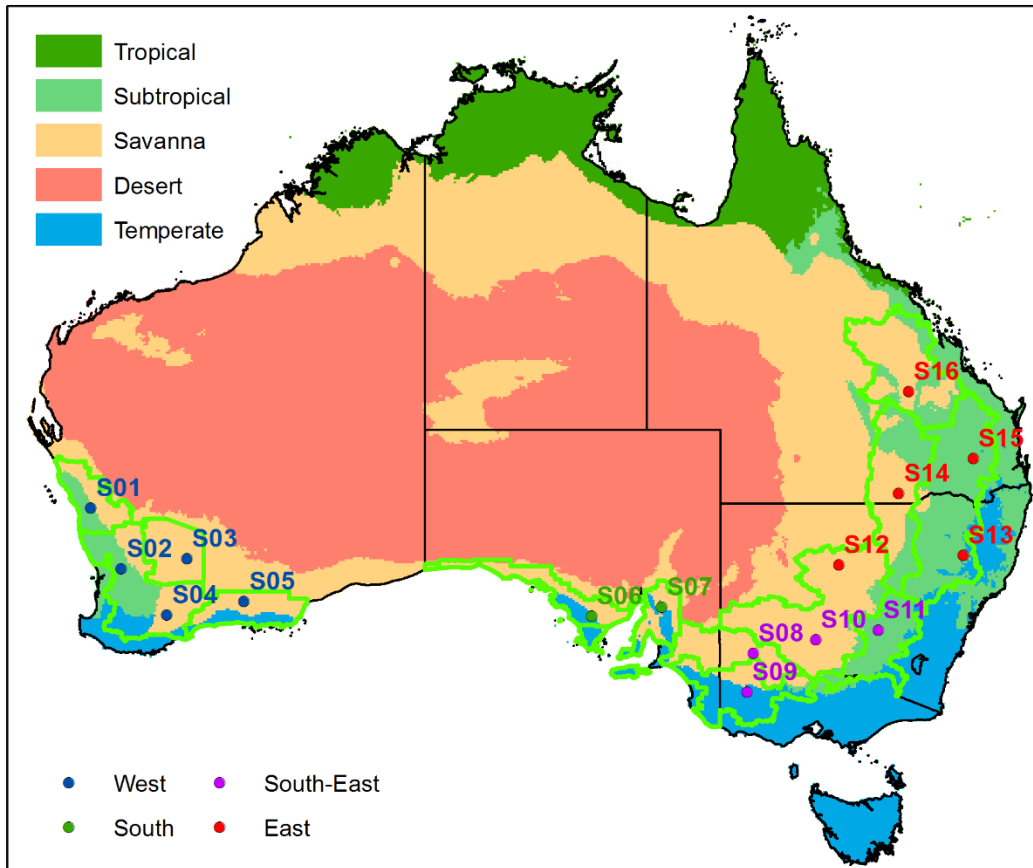 Tropical
Subtropical
Savanna
Desert
Temperate
S16
S15
S14
S01
S13
S02
S03
S12
S05
S04
S06
S07
S11
S10
S08
S09
West
South-East
South
East